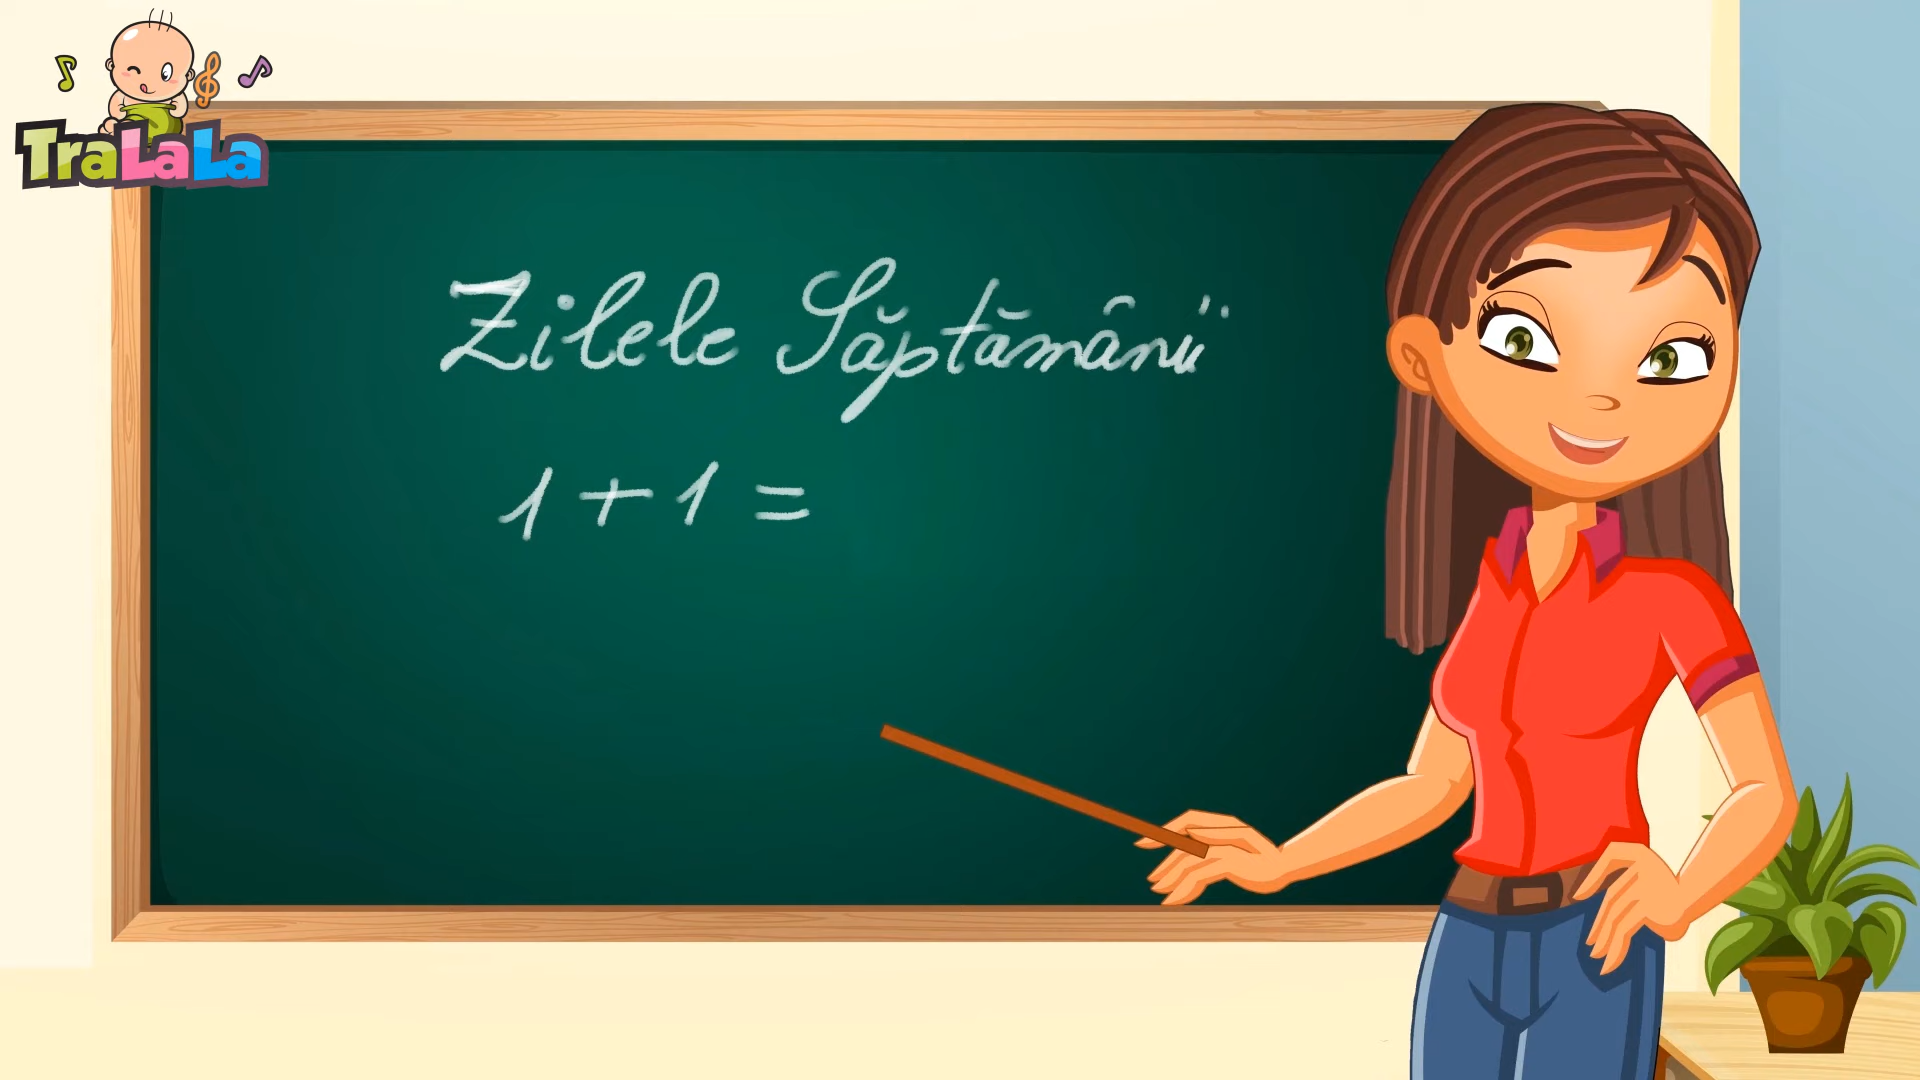 TraLaLa
Zilele Săptămânii
1 + 1 =